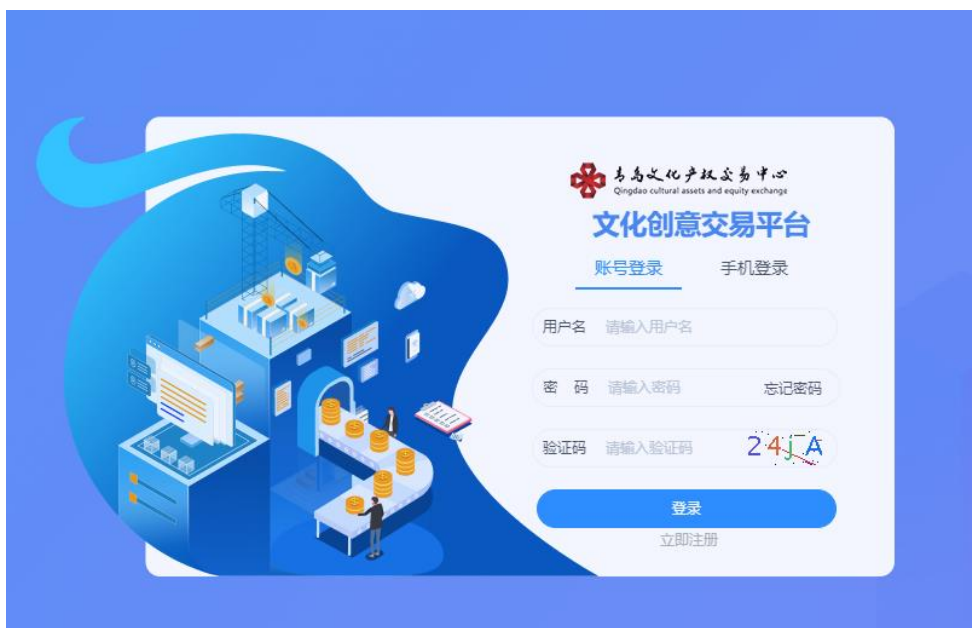 青岛文化产权交易中心
Qingdao cultural assets and equity exchange
文化创意交易平台
账号登录 手机登录
用户名 请输入用户名
密 码 请输入密码 忘记密码
验证码 请输入验证码 24jA
登录
立即注册